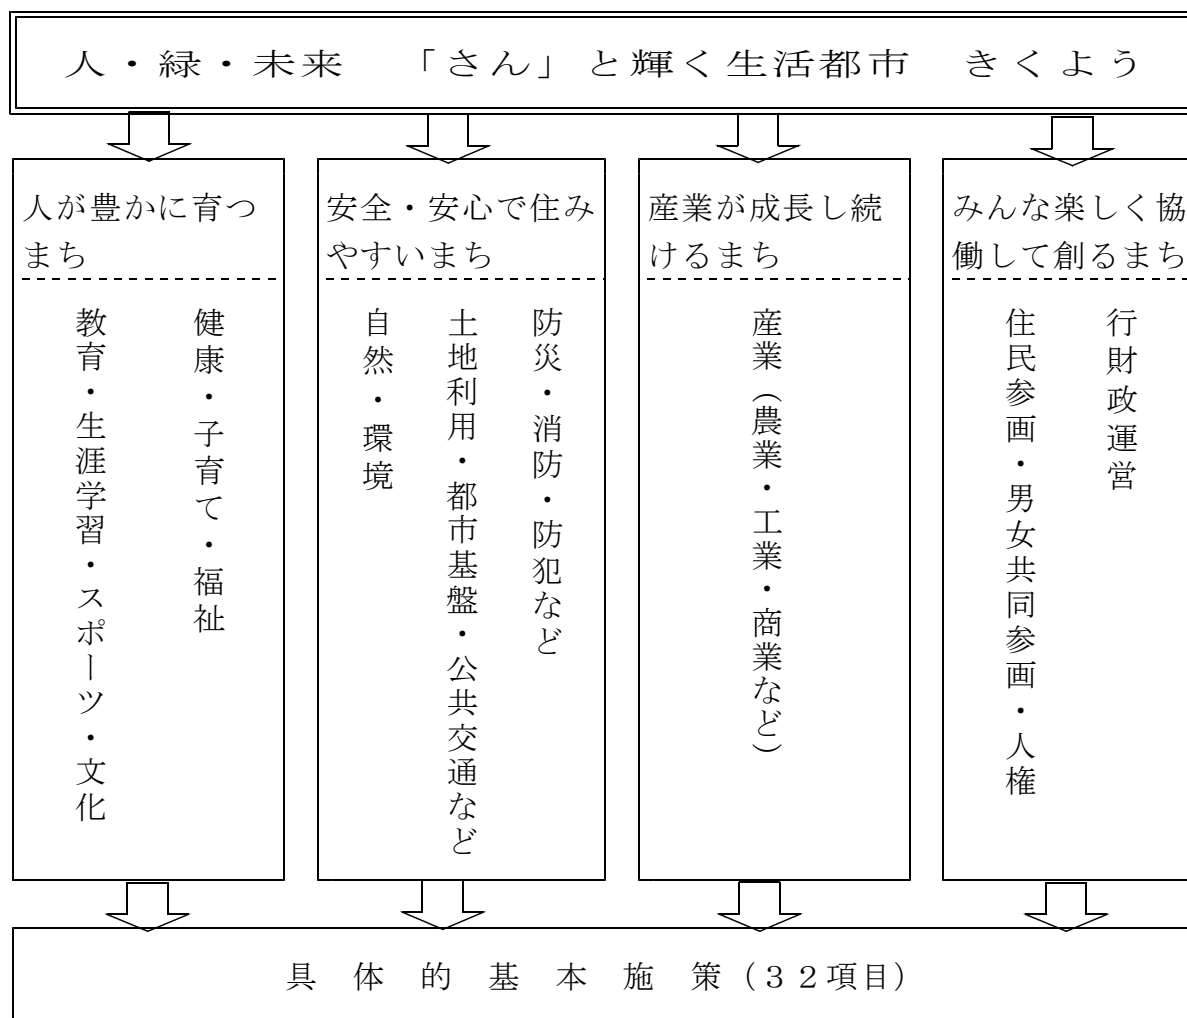 人・緑・未来　「さん」と輝く生活都市　きくよう
人が豊かに育つ
まち
健康・子育て・福祉
教育・生涯学習・スポーツ・文化
安全・安心で住み
やすいまち
防災・消防・防犯など
土地利用・都市基盤・公共交通など
自然・環境
産業が成長し続
けるまち
産業（農業・工業・商業など）
みんな楽しく協
働して創るまち
行財政運営
住民参画・男女共同参画・人権
具体的基本施策（３２項目）